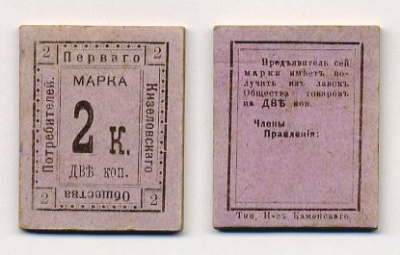 2 Перваго 2
Потребителей.
МАРКА
2 К.
ДВѢ коп.
Кизеловскаго
2 Общества 2
Предъявитель сей
марки имѣетъ по-
лучить изъ лавокъ
Общества товаровъ
на ДВѢ коп.
Члены
Правленія:
Тип. Н-въ Каменскаго.